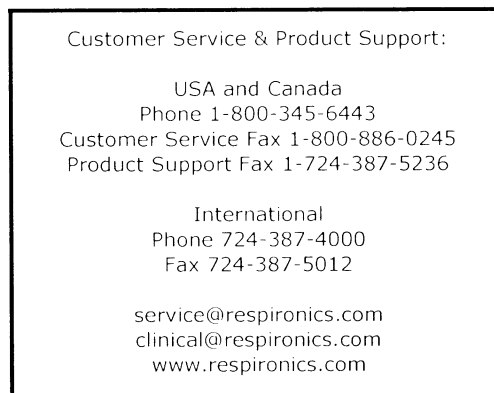 Customer Service & Product Support:
USA and Canada
Phone 1-800-345-6443
Customer Service Fax 1-800-886-0245
Product Support Fax 1-724-387-5236
International
Phone 724-387-4000
Fax 724-387-5012
service@respironics.com
clinical@respironics.com
www.respironics.com